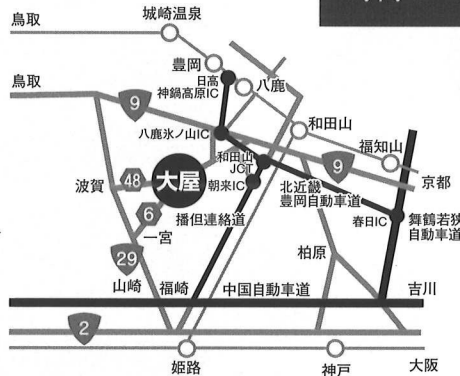 城崎温泉
鳥取
豊岡
日高
神鍋高原IC
八鹿
鳥取
9
八鹿氷ノ山IC
和田山
福知山
和田山
JCT
9
大屋
48
波賀
朝来IC
北近畿
豊岡自動車道
京都
6
播但連絡道
春日IC
舞鶴若狭
自動車道
一宮
29
柏原
山崎
福崎
中国自動車道
吉川
2
姫路
神戸
大阪